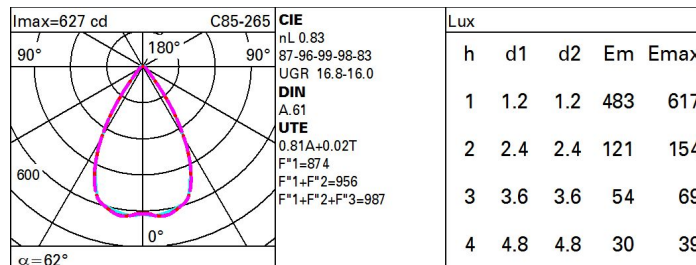 Imax=627 cd C85-265
90° 180° 90°
600
0°
α=62°
CIE
nL 0.83
87-96-99-98-83
UGR 16.8-16.0
DIN
A.61
UTE
0.81A+0.02T
F"1=874
F"1+F"2=956
F"1+F"2+F"3=987
Lux
h d1 d2 Em Emax
1 1.2 1.2 483 617
2 2.4 2.4 121 154
3 3.6 3.6 54 69
4 4.8 4.8 30 39